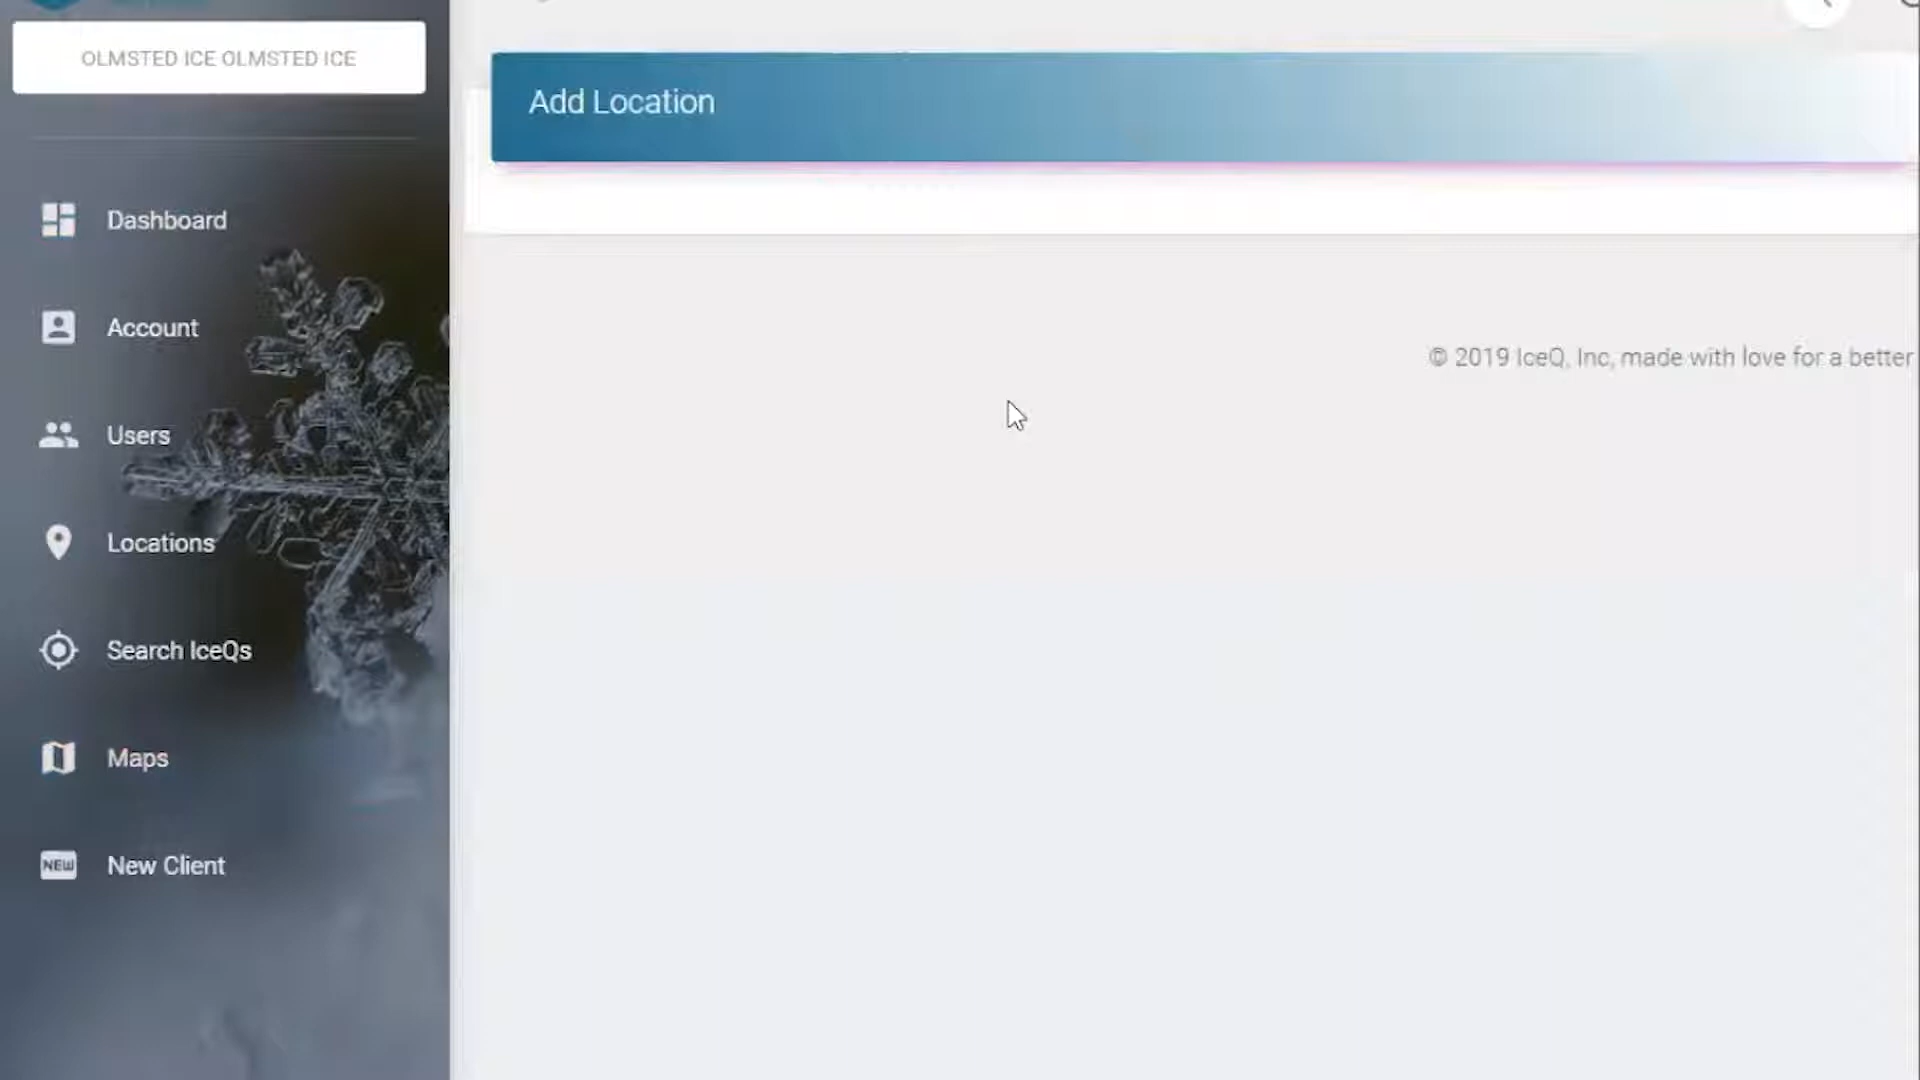 OLMSTED ICE OLMSTED ICE
Add Location
Dashboard
Account
Users
Locations
Search IceQs
Maps
NEW New Client
© 2019 IceQ, Inc, made with love for a better